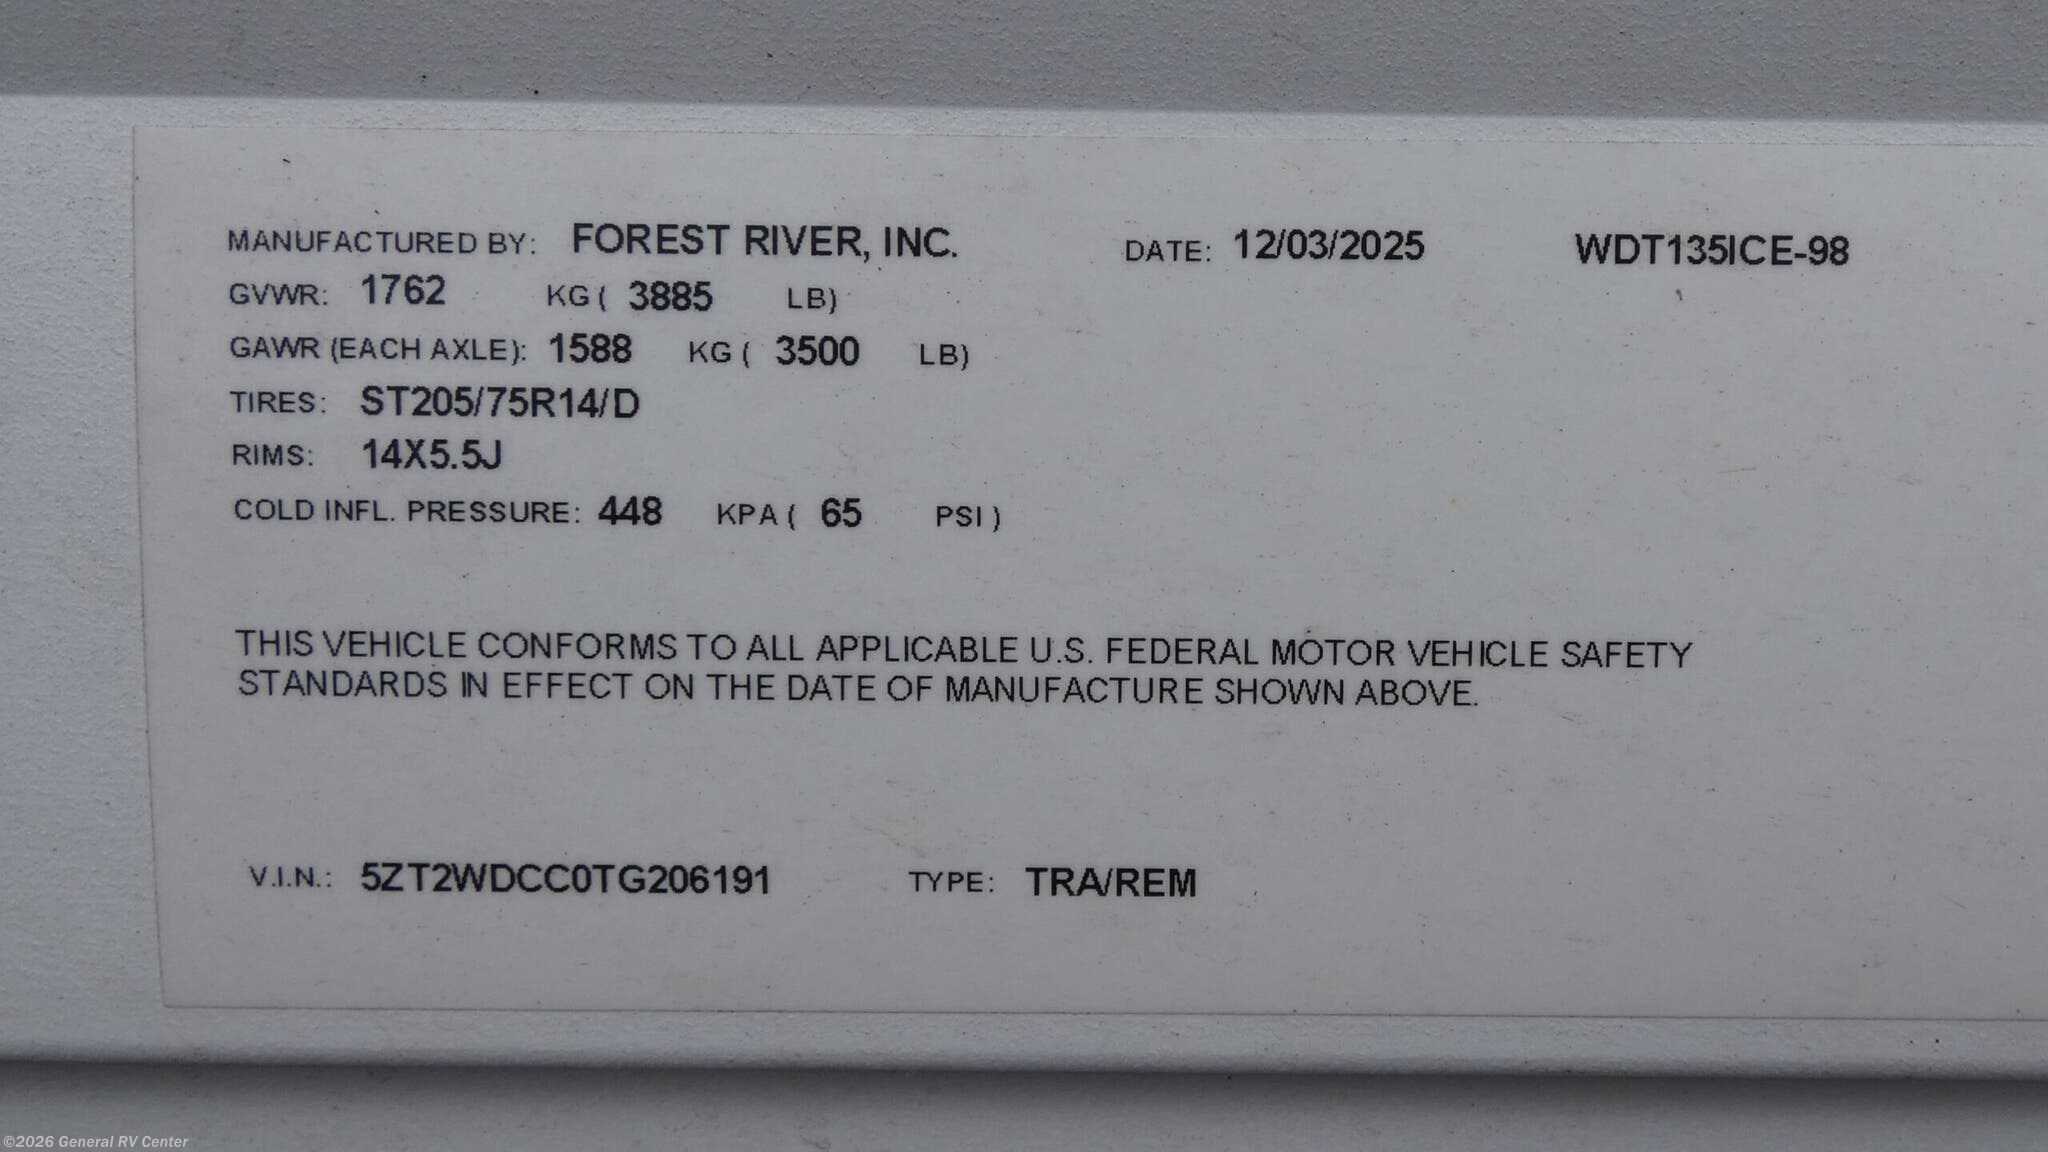 MANUFACTURED BY: FOREST RIVER, INC. DATE: 12/03/2025 WDT135ICE-98
GVWR: 1762 KG ( 3885 LB)
GAWR (EACH AXLE): 1588 KG ( 3500 LB)
TIRES: ST205/75R14/D
RIMS: 14X5.5J
COLD INFL. PRESSURE: 448 KPA ( 65 PSI )
THIS VEHICLE CONFORMS TO ALL APPLICABLE U.S. FEDERAL MOTOR VEHICLE SAFETY
STANDARDS IN EFFECT ON THE DATE OF MANUFACTURE SHOWN ABOVE.
V.I.N.: 5ZT2WDCC0TG206191 TYPE: TRA/REM
©2026 General RV Center